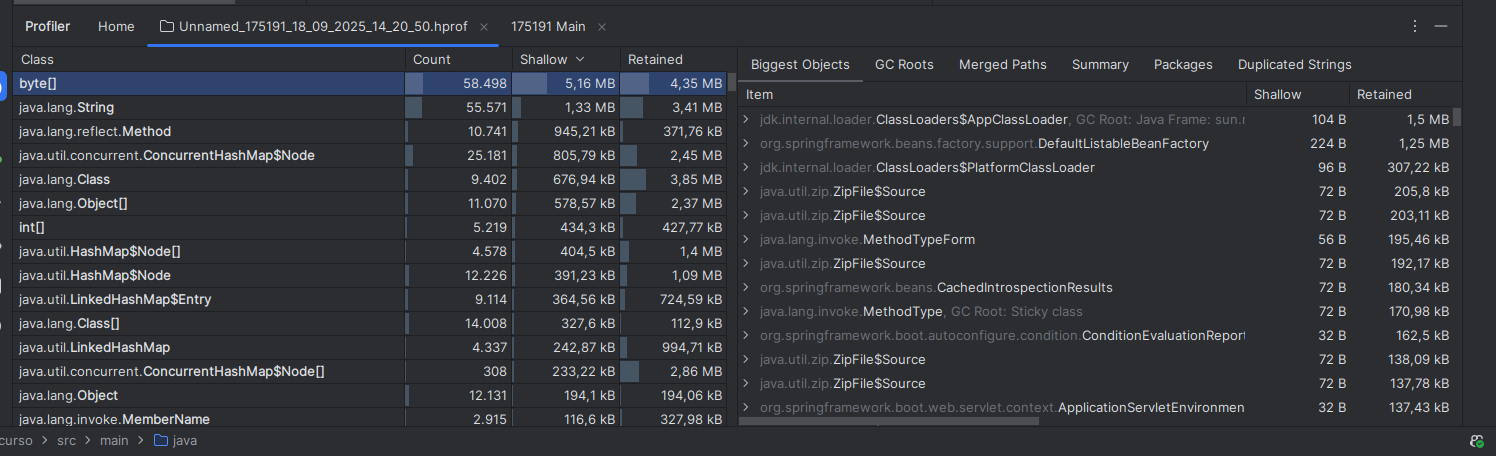 Profiler Home Unnamed_175191_18_09_2025_14_20_50.hprof 175191 Main
Class Count Shallow Retained
byte[] 58.498 5,16 MB 4,35 MB
java.lang.String 55.571 1,33 MB 3,41 MB
java.lang.reflect.Method 10.741 945,21 kB 371,76 kB
java.util.concurrent.ConcurrentHashMap$Node 25.181 805,79 kB 2,45 MB
java.lang.Class 9.402 676,94 kB 3,85 MB
java.lang.Object[] 11.070 578,57 kB 2,37 MB
int[] 5.219 434,3 kB 427,77 kB
java.util.HashMap$Node[] 4.578 404,5 kB 1,4 MB
java.util.HashMap$Node 12.226 391,23 kB 1,09 MB
java.util.LinkedHashMap$Entry 9.114 364,56 kB 724,59 kB
java.lang.Class[] 14.008 327,6 kB 112,9 kB
java.util.LinkedHashMap 4.337 242,87 kB 994,71 kB
java.util.concurrent.ConcurrentHashMap$Node[] 308 233,22 kB 2,86 MB
java.lang.Object 12.131 194,1 kB 194,06 kB
java.lang.invoke.MemberName 2.915 116,6 kB 327,98 kB
Biggest Objects GC Roots Merged Paths Summary Packages Duplicated Strings
Item Shallow Retained
jdk.internal.loader.ClassLoaders$AppClassLoader, GC Root: Java Frame: sun.r 104 B 1,5 MB
org.springframework.beans.factory.support.DefaultListableBeanFactory 224 B 1,25 MB
jdk.internal.loader.ClassLoaders$PlatformClassLoader 96 B 307,22 kB
java.util.zip.ZipFile$Source 72 B 205,8 kB
java.util.zip.ZipFile$Source 72 B 203,11 kB
java.lang.invoke.MethodTypeForm 56 B 195,46 kB
java.util.zip.ZipFile$Source 72 B 192,17 kB
org.springframework.beans.CachedIntrospectionResults 72 B 180,34 kB
java.lang.invoke.MethodType, GC Root: Sticky class 72 B 170,98 kB
org.springframework.boot.autoconfigure.condition.ConditionEvaluationReport 32 B 162,5 kB
java.util.zip.ZipFile$Source 72 B 138,09 kB
java.util.zip.ZipFile$Source 72 B 137,78 kB
org.springframework.boot.web.servlet.context.ApplicationServletEnvironmen 32 B 137,43 kB
curso > src > main > java